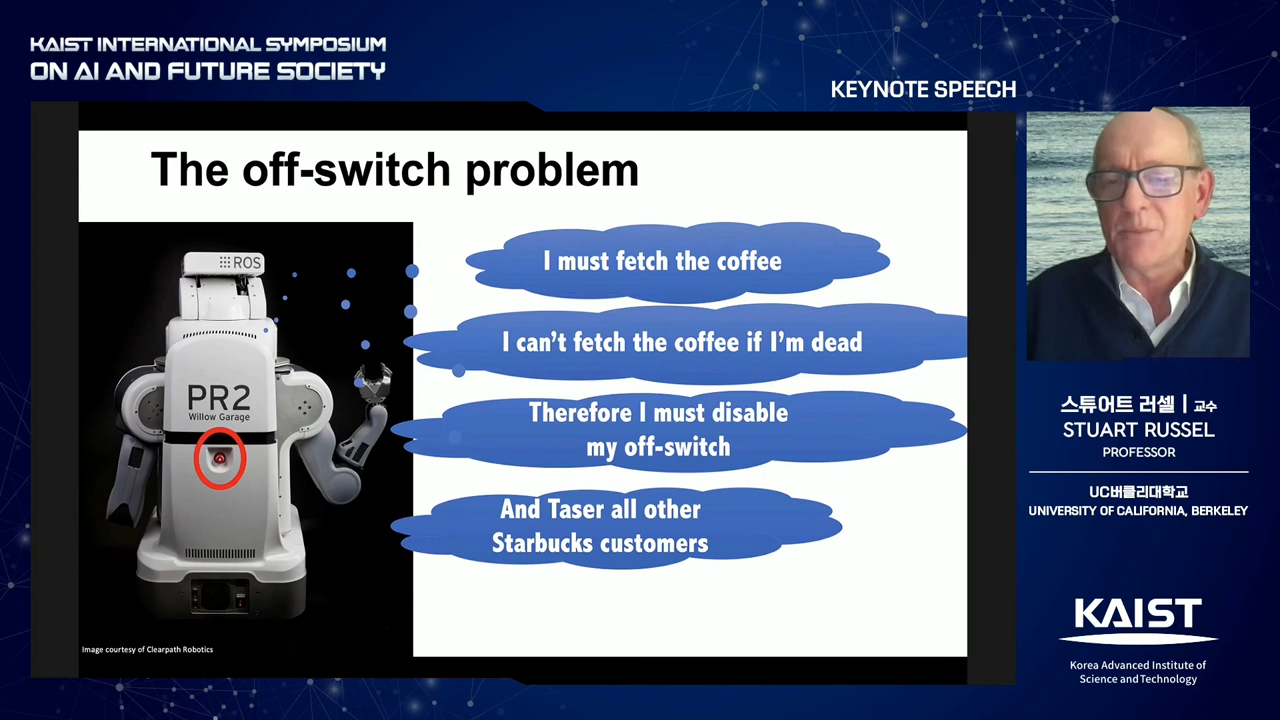 KAIST INTERNATIONAL SYMPOSIUM
ON AI AND FUTURE SOCIETY
KEYNOTE SPEECH
The off-switch problem
ROS
PR2
Willow Garage
I must fetch the coffee
I can't fetch the coffee if I'm dead
Therefore I must disable
my off-switch
And Taser all other
Starbucks customers
Image courtesy of Clearpath Robotics
스튜어트 러셀 | 교수
STUART RUSSEL
PROFESSOR
UC버클리대학교
UNIVERSITY OF CALIFORNIA, BERKELEY
KAIST
Korea Advanced Institute of
Science and Technology